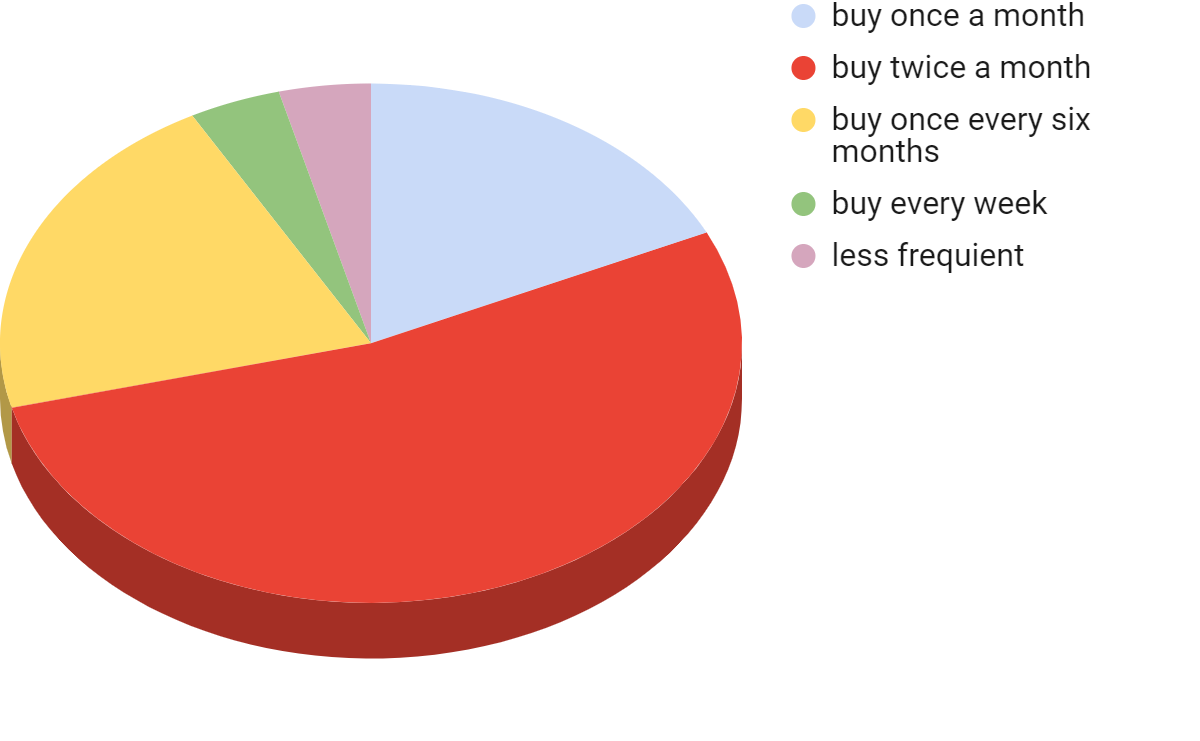 buy once a month
buy twice a month
buy once every six
months
buy every week
less frequient